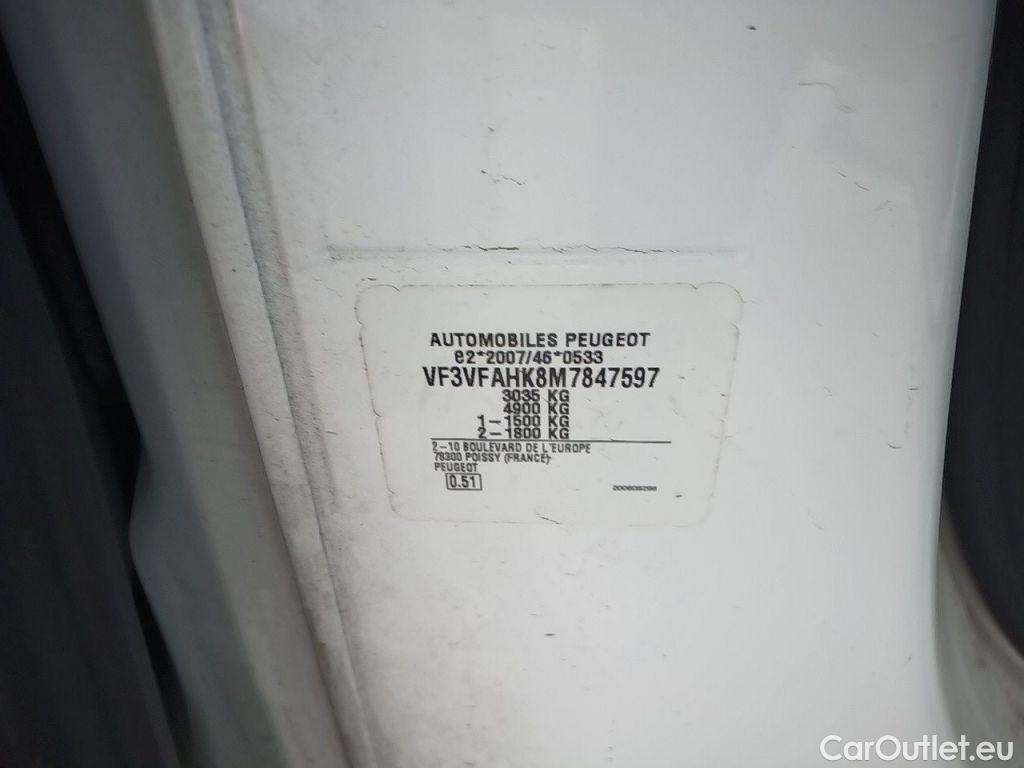 AUTOMOBILES PEUGEOT
e2*2007/46*0533
VF3VFAHK8M7847597
3035 KG
4900 KG
1-1500 KG
2-1800 KG
2-10 BOULEVARD DE L'EUROPE
78300 POISSY (FRANCE)
PEUGEOT
0.51
CarOutlet.eu